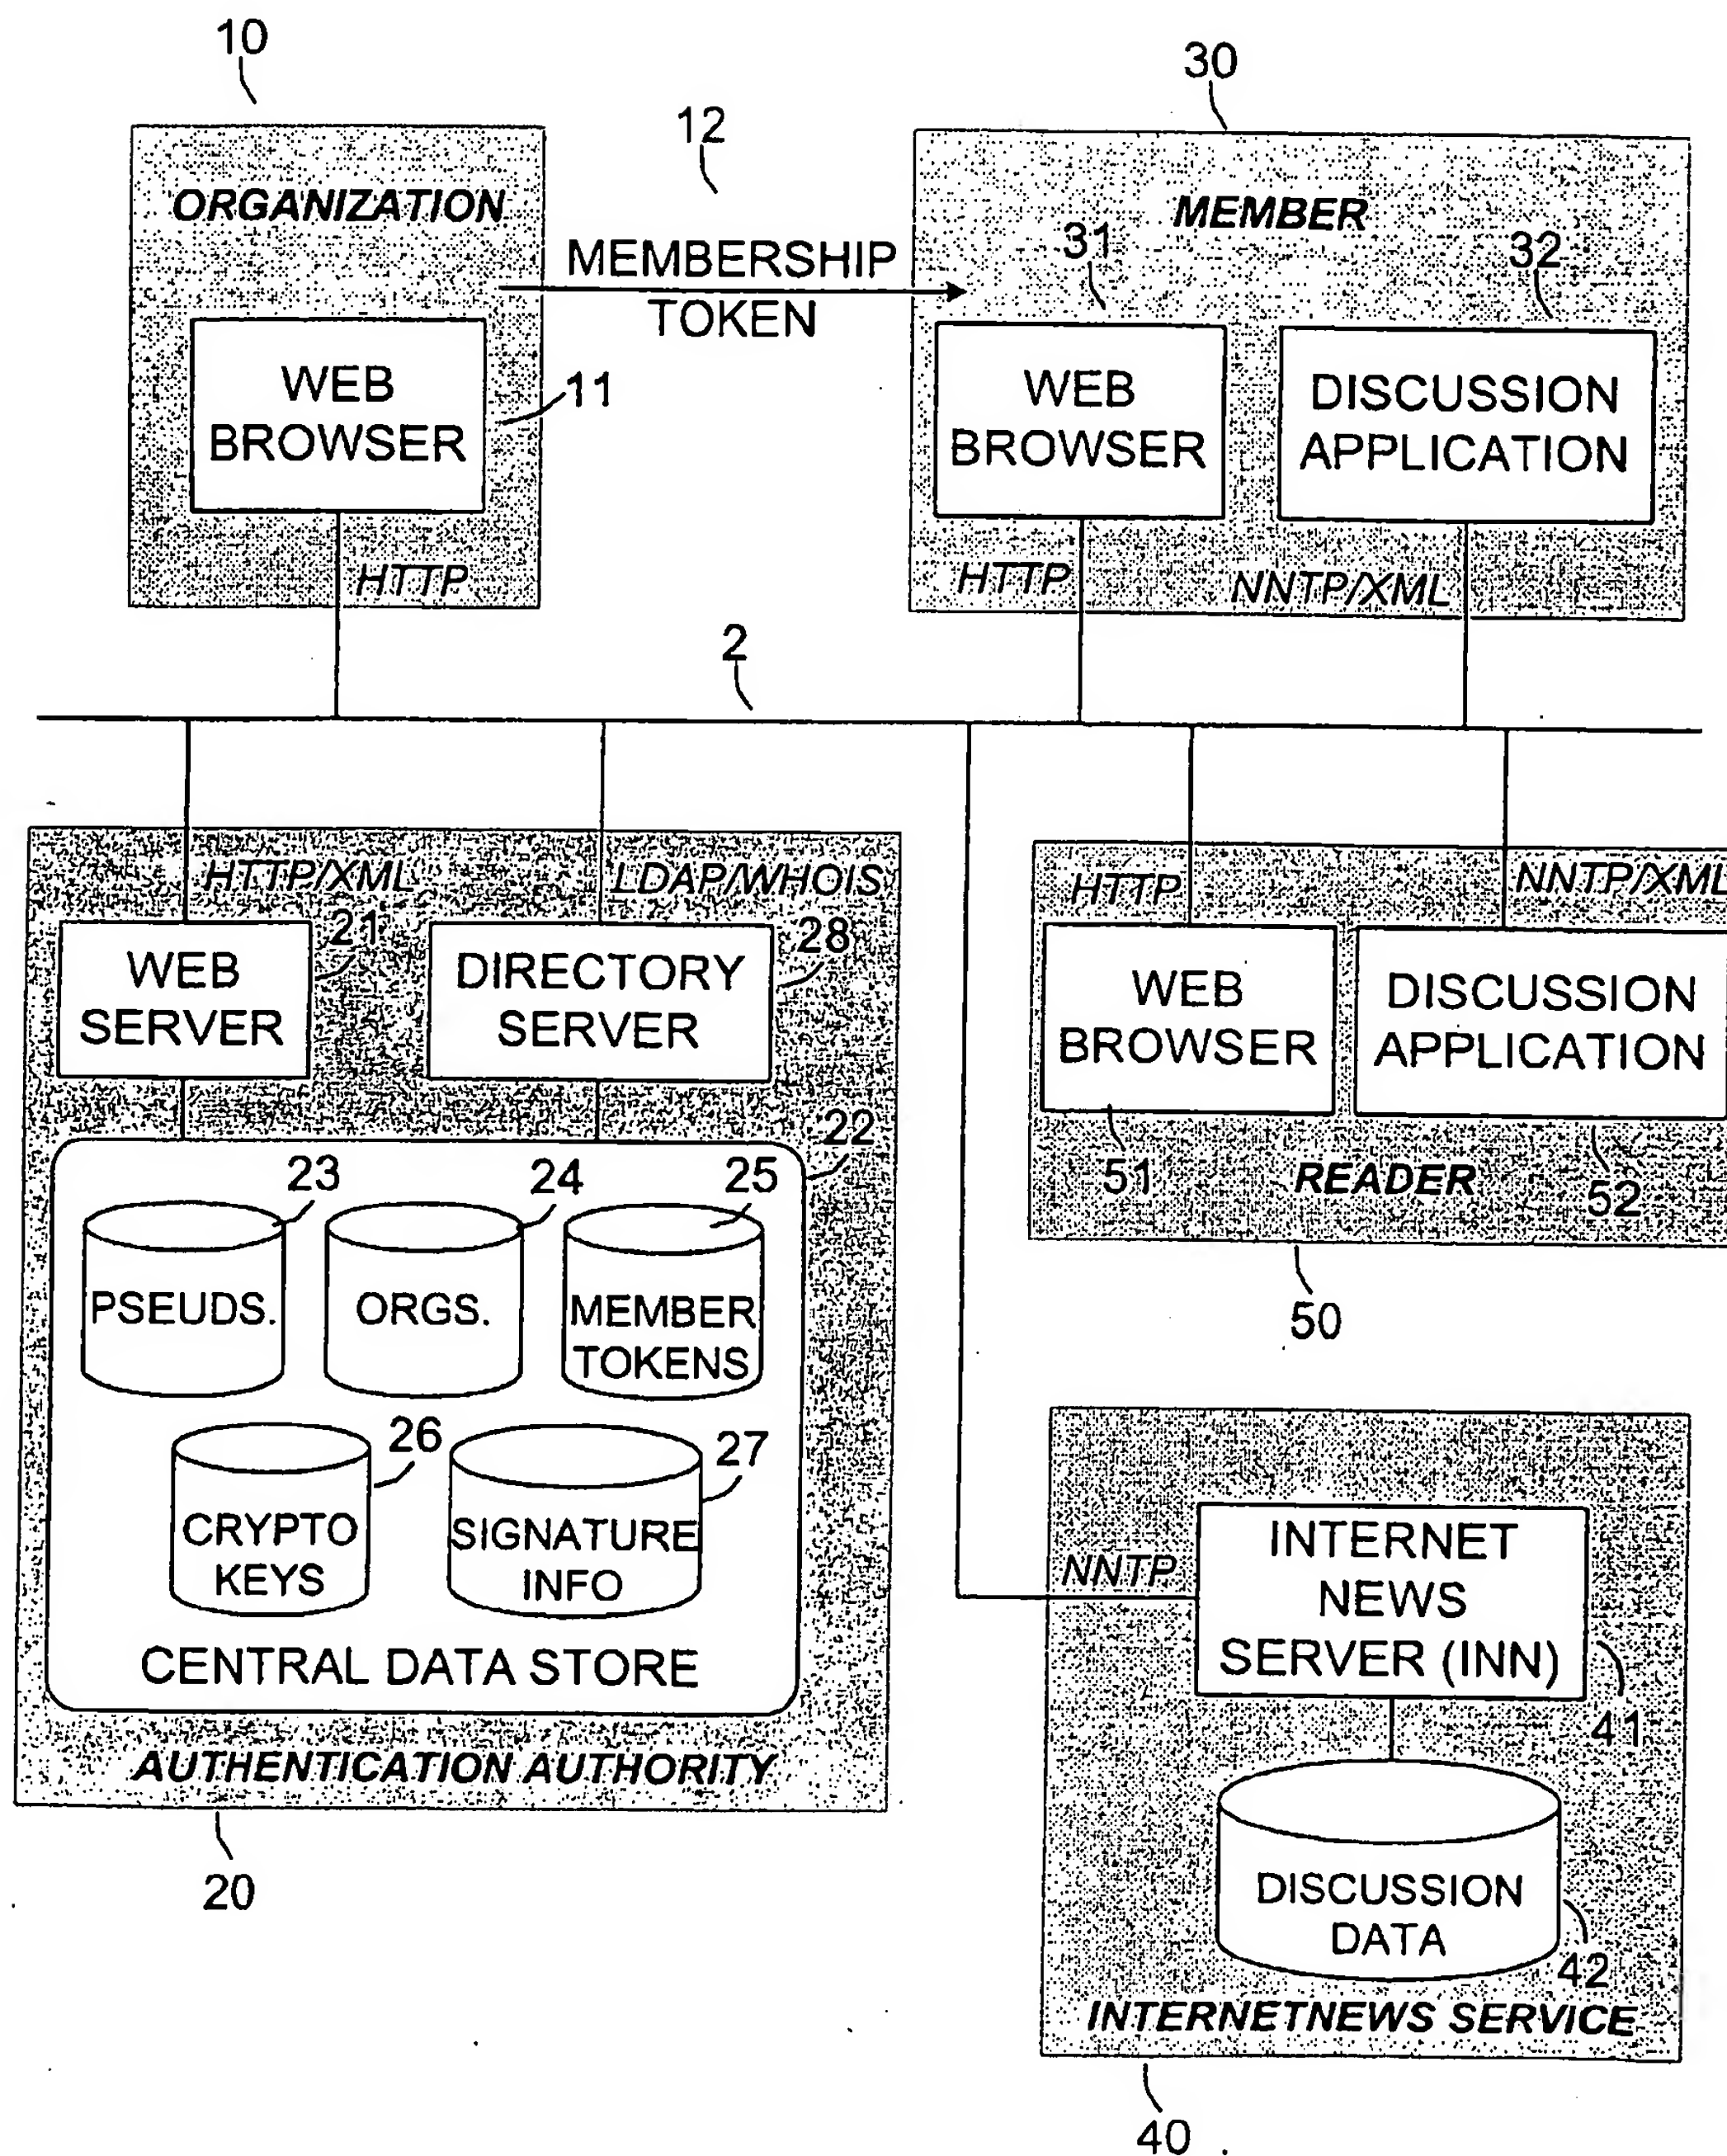 10
30
12
ORGANIZATION
MEMBER
31
32
MEMBERSHIP
TOKEN
WEB
BROWSER
11
WEB
BROWSER
DISCUSSION
APPLICATION
HTTP
HTTP
NNTP/XML
2
HTTP/XML
LDAP/WHOIS
HTTP
NNTP/XML
21
28
WEB
SERVER
DIRECTORY
SERVER
WEB
BROWSER
DISCUSSION
APPLICATION
22
51
READER
52
23
24
25
PSEUDS.
ORGS.
MEMBER
TOKENS
50
26
27
CRYPTO
KEYS
SIGNATURE
INFO
CENTRAL DATA STORE
NNTP
INTERNET
NEWS
SERVER (INN)
41
AUTHENTICATION AUTHORITY
20
DISCUSSION
DATA
42
INTERNETNEWS SERVICE
40